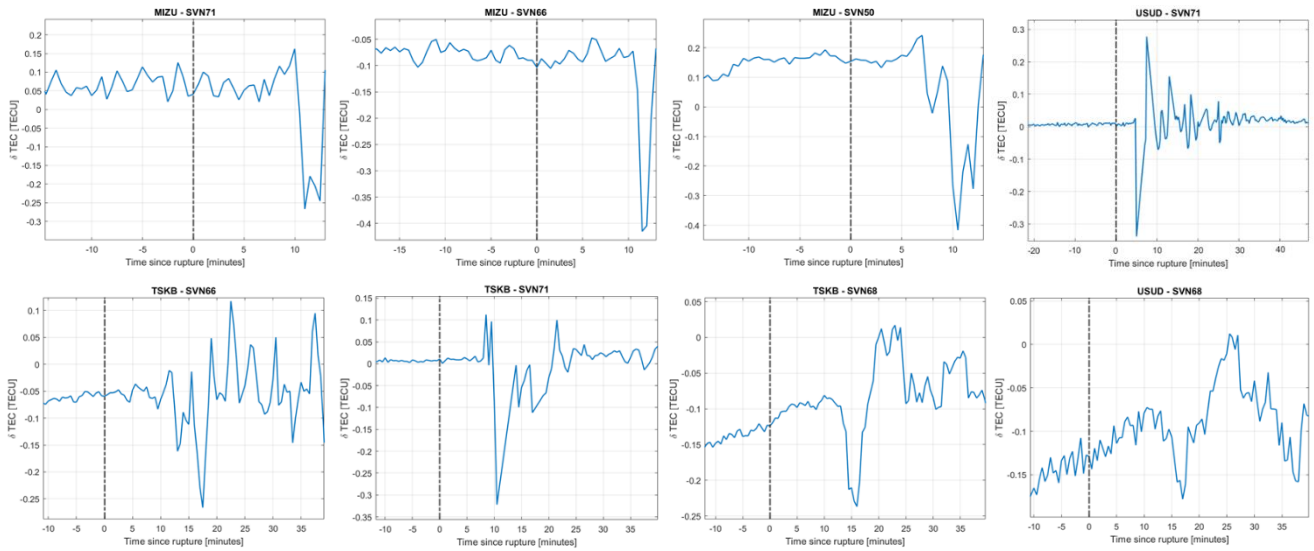 MIZU - SVN71
δ TEC [TECU]
0.2
0.15
0.1
0.05
0
-0.05
-0.1
-0.15
-0.2
-0.25
-0.3
-10 -5 0 5 10
Time since rupture [minutes]
MIZU - SVN66
δ TEC [TECU]
-0.05
-0.1
-0.15
-0.2
-0.25
-0.3
-0.35
-0.4
-15 -10 -5 0 5 10
Time since rupture [minutes]
MIZU - SVN50
δ TEC [TECU]
0.2
0.1
0
-0.1
-0.2
-0.3
-0.4
-10 -5 0 5 10
Time since rupture [minutes]
USUD - SVN71
δ TEC [TECU]
0.3
0.2
0.1
0
-0.1
-0.2
-0.3
-20 -10 0 10 20 30 40
Time since rupture [minutes]
TSKB - SVN66
δ TEC [TECU]
0.1
0.05
0
-0.05
-0.1
-0.15
-0.2
-0.25
-10 -5 0 5 10 15 20 25 30 35
Time since rupture [minutes]
TSKB - SVN71
δ TEC [TECU]
0.15
0.1
0.05
0
-0.05
-0.1
-0.15
-0.2
-0.25
-0.3
-0.35
-10 -5 0 5 10 15 20 25 30 35
Time since rupture [minutes]
TSKB - SVN68
δ TEC [TECU]
0.05
0
-0.05
-0.1
-0.15
-0.2
-0.25
-10 -5 0 5 10 15 20 25 30 35
Time since rupture [minutes]
USUD - SVN68
δ TEC [TECU]
0.05
0
-0.05
-0.1
-0.15
-10 -5 0 5 10 15 20 25 30 35
Time since rupture [minutes]